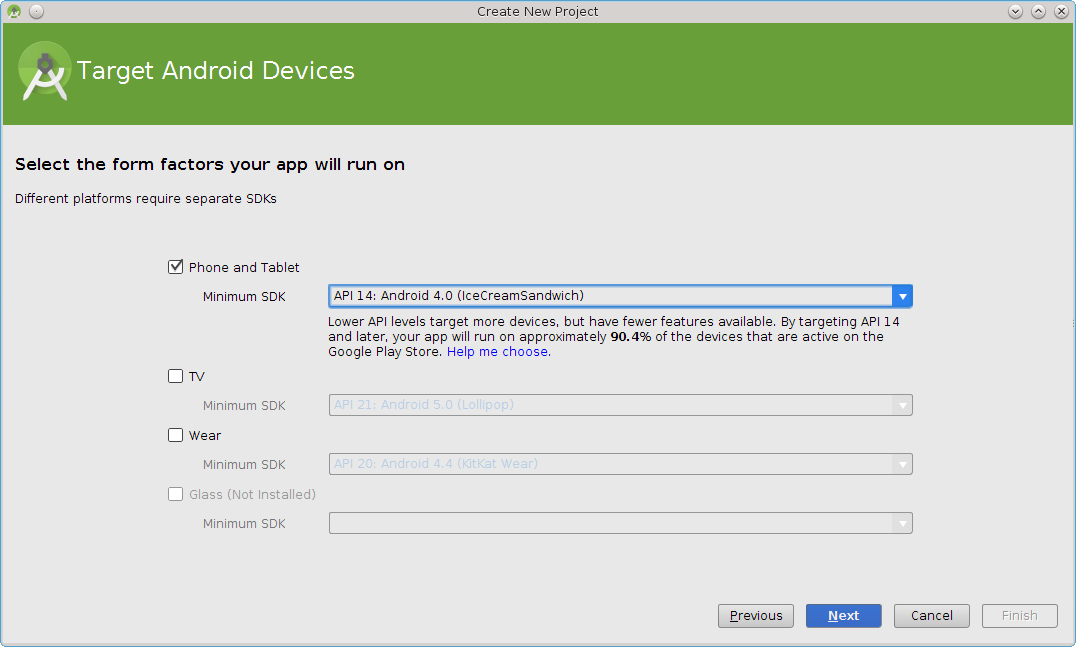 Create New Project
Target Android Devices
Select the form factors your app will run on
Different platforms require separate SDKs
Phone and Tablet
Minimum SDK API 14: Android 4.0 (IceCreamSandwich)
Lower API levels target more devices, but have fewer features available. By targeting API 14
and later, your app will run on approximately 90.4% of the devices that are active on the
Google Play Store. Help me choose.
TV
Minimum SDK API 21: Android 5.0 (Lollipop)
Wear
Minimum SDK API 20: Android 4.4 (KitKat Wear)
Glass (Not Installed)
Minimum SDK
Previous Next Cancel Finish